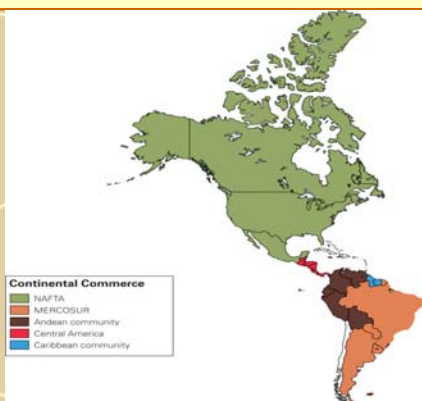 Continental Commerce
NAFTA
MERCOSUR
Andean community
Central America
Caribbean community